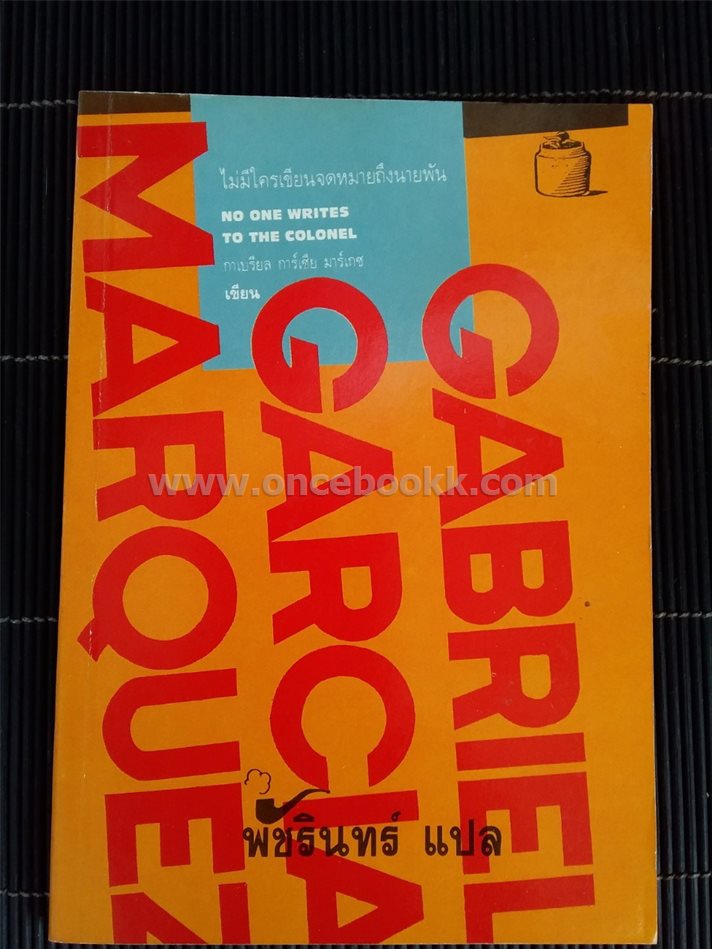 ไม่มีใครเขียนจดหมายถึงนายพัน
NO ONE WRITES
TO THE COLONEL
กาเบรียล การ์เซีย มาร์เกซ
เขียน
GABRIEL
GARCIA
MARQUEZ
www.oncebookk.com
พัชรินทร์ แปล